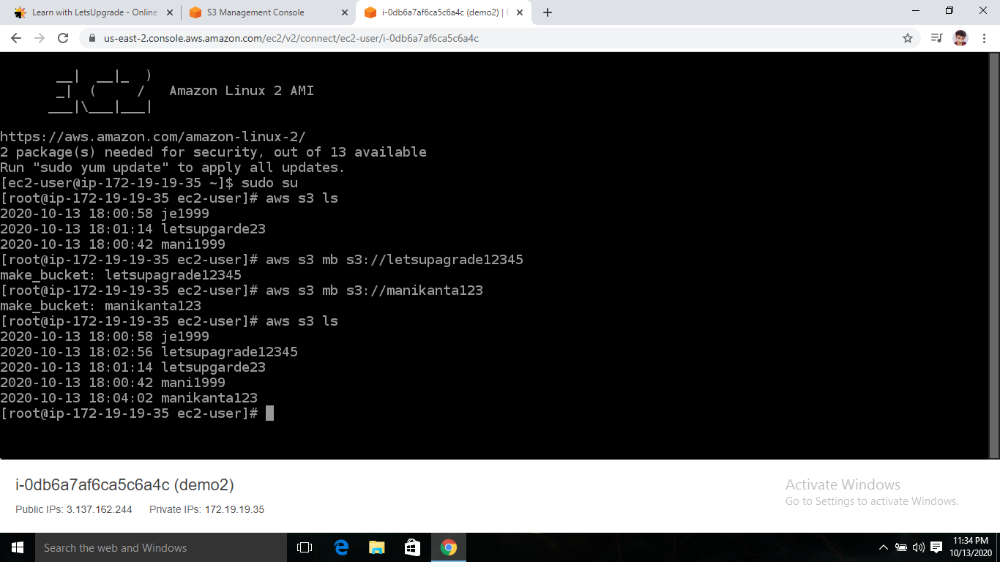 Learn with LetsUpgrade - Online
S3 Management Console
i-0db6a7af6ca5c6a4c (demo2) | E
us-east-2.console.aws.amazon.com/ec2/v2/connect/ec2-user/i-0db6a7af6ca5c6a4c
__|  __|_  )
_|  (     /   Amazon Linux 2 AMI
___|\___|___|
https://aws.amazon.com/amazon-linux-2/
2 package(s) needed for security, out of 13 available
Run "sudo yum update" to apply all updates.
[ec2-user@ip-172-19-19-35 ~]$ sudo su
[root@ip-172-19-19-35 ec2-user]# aws s3 ls
2020-10-13 18:00:58 je1999
2020-10-13 18:01:14 letsupgarde23
2020-10-13 18:00:42 mani1999
[root@ip-172-19-19-35 ec2-user]# aws s3 mb s3://letsupagrade12345
make_bucket: letsupagrade12345
[root@ip-172-19-19-35 ec2-user]# aws s3 mb s3://manikanta123
make_bucket: manikanta123
[root@ip-172-19-19-35 ec2-user]# aws s3 ls
2020-10-13 18:00:58 je1999
2020-10-13 18:02:56 letsupagrade12345
2020-10-13 18:01:14 letsupgarde23
2020-10-13 18:00:42 mani1999
2020-10-13 18:04:02 manikanta123
[root@ip-172-19-19-35 ec2-user]#
i-0db6a7af6ca5c6a4c (demo2)
Public IPs: 3.137.162.244 Private IPs: 172.19.19.35
Activate Windows
Go to Settings to activate Windows.
Search the web and Windows
11:34 PM
10/13/2020